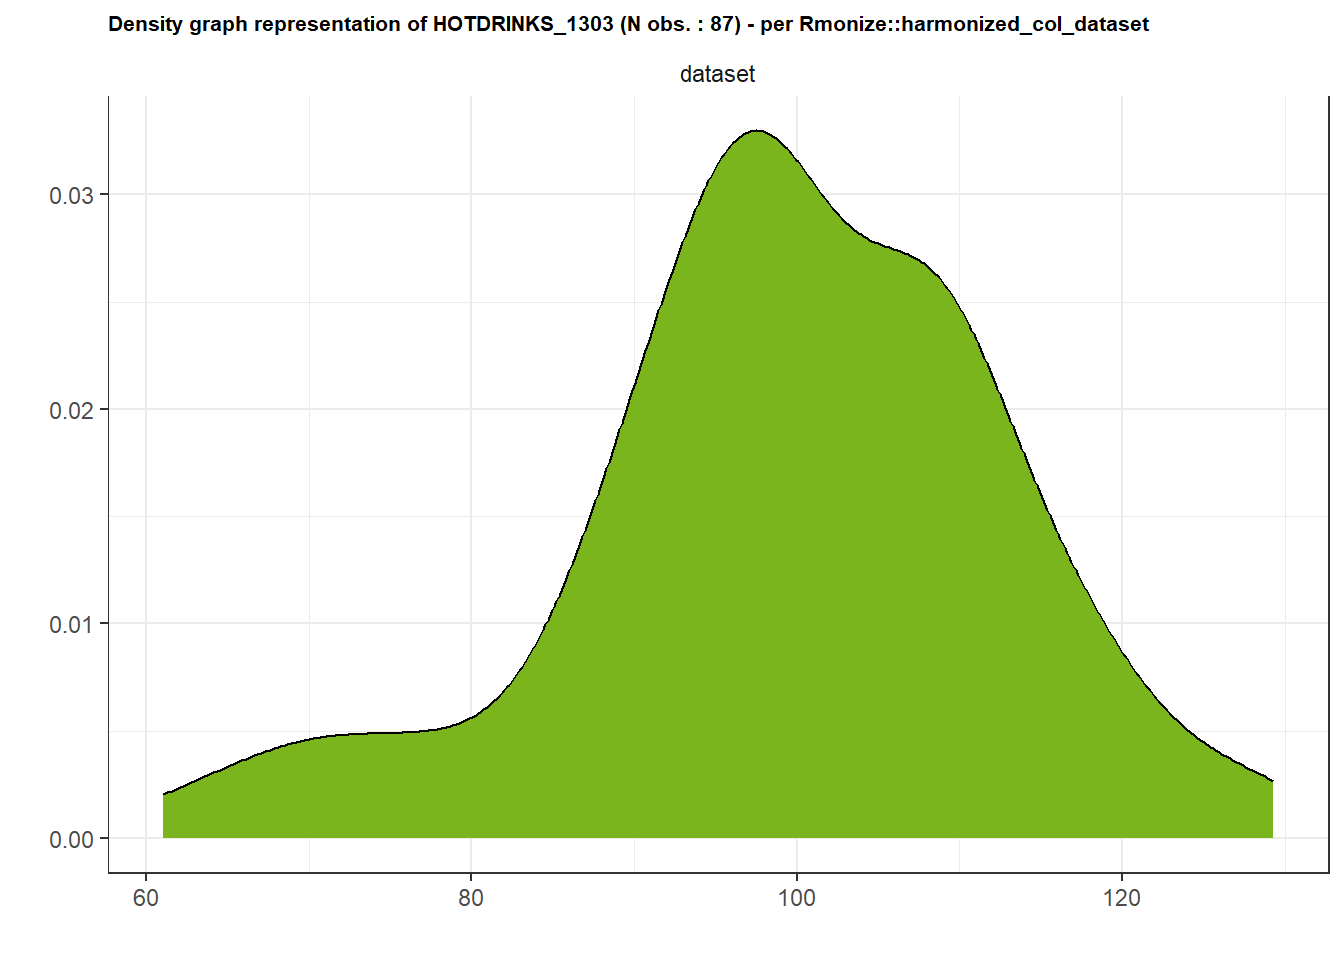 Density graph representation of HOTDRINKS_1303 (N obs. : 87) - per Rmonize::harmonized_col_dataset
dataset
0.03
0.02
0.01
0.00
60 80 100 120